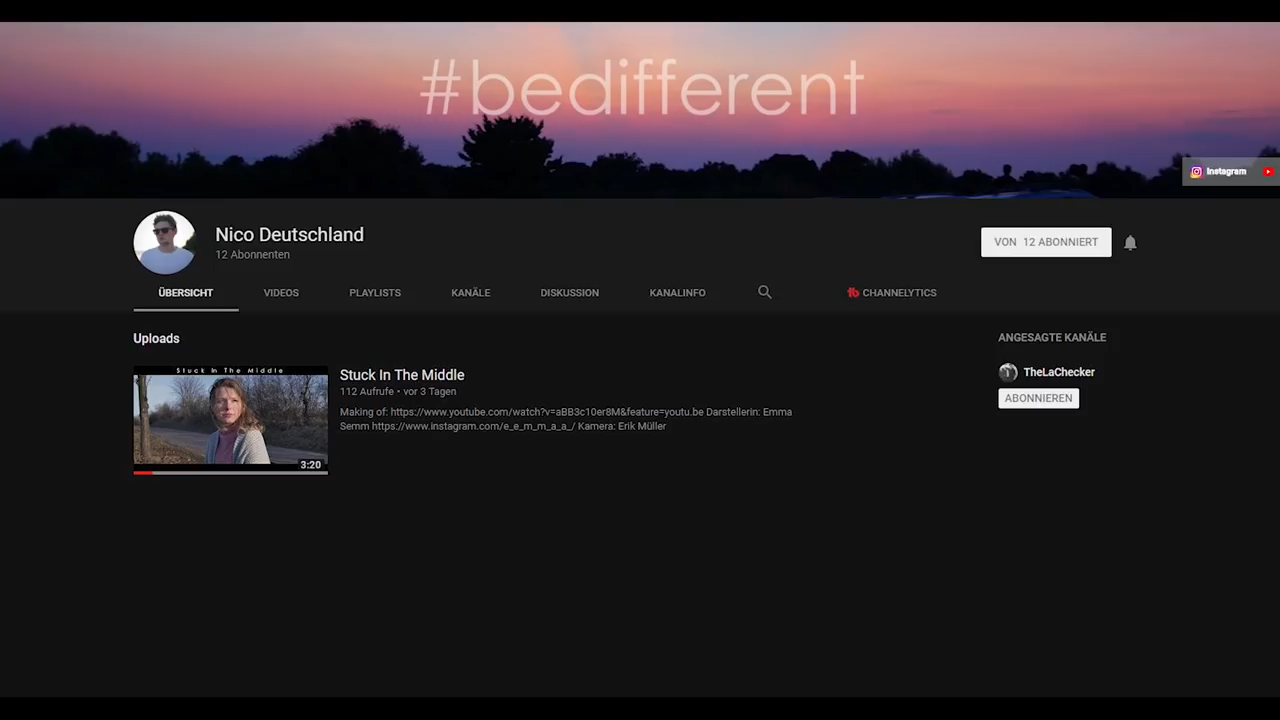 #bedifferent
Instagram
Nico Deutschland
12 Abonnenten
VON 12 ABONNIERT
ÜBERSICHT
VIDEOS
PLAYLISTS
KANÄLE
DISKUSSION
KANALINFO
CHANNELYTICS
Uploads
Stuck In The Middle
3:20
Stuck In The Middle
112 Aufrufe • vor 3 Tagen
Making of: https://www.youtube.com/watch?v=aBB3c10er8M&feature=youtu.be Darstellerin: Emma
Semm https://www.instagram.com/e_e_m_m_a_a_/ Kamera: Erik Müller
ANGESAGTE KANÄLE
TheLaChecker
ABONNIEREN